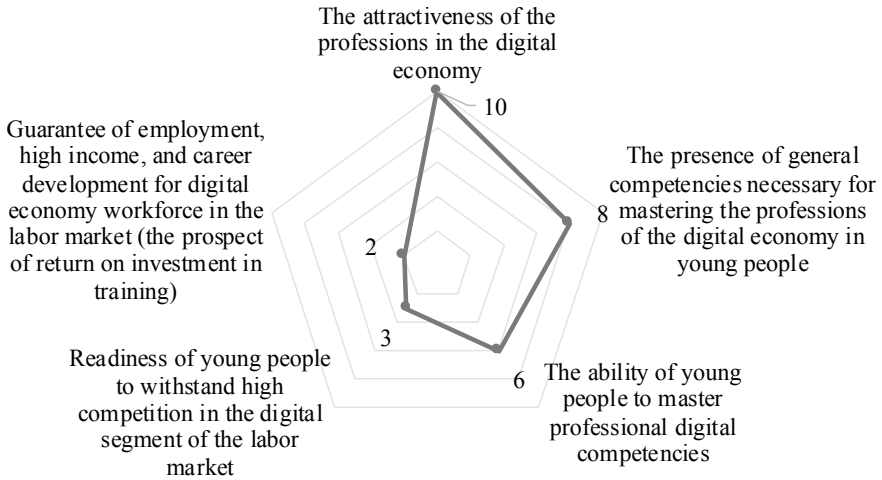 The attractiveness of the
professions in the digital
economy
10
The presence of general
competencies necessary for
mastering the professions
of the digital economy in
young people
8
The ability of young
people to master
professional digital
competencies
6
Readiness of young people
to withstand high
competition in the digital
segment of the labor
market
3
Guarantee of employment,
high income, and career
development for digital
economy workforce in the
labor market (the prospect
of return on investment in
training)
2